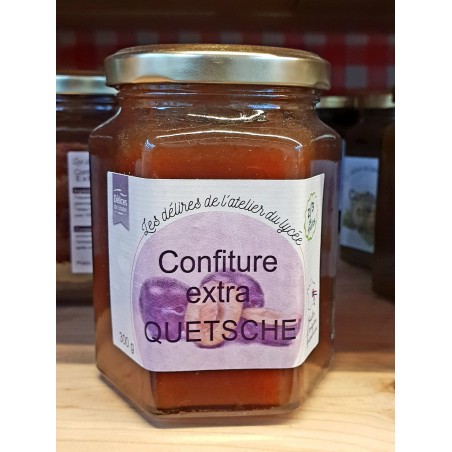 Les délires de l'atelier du lycée
Confiture
extra
QUETSCHE
300 g